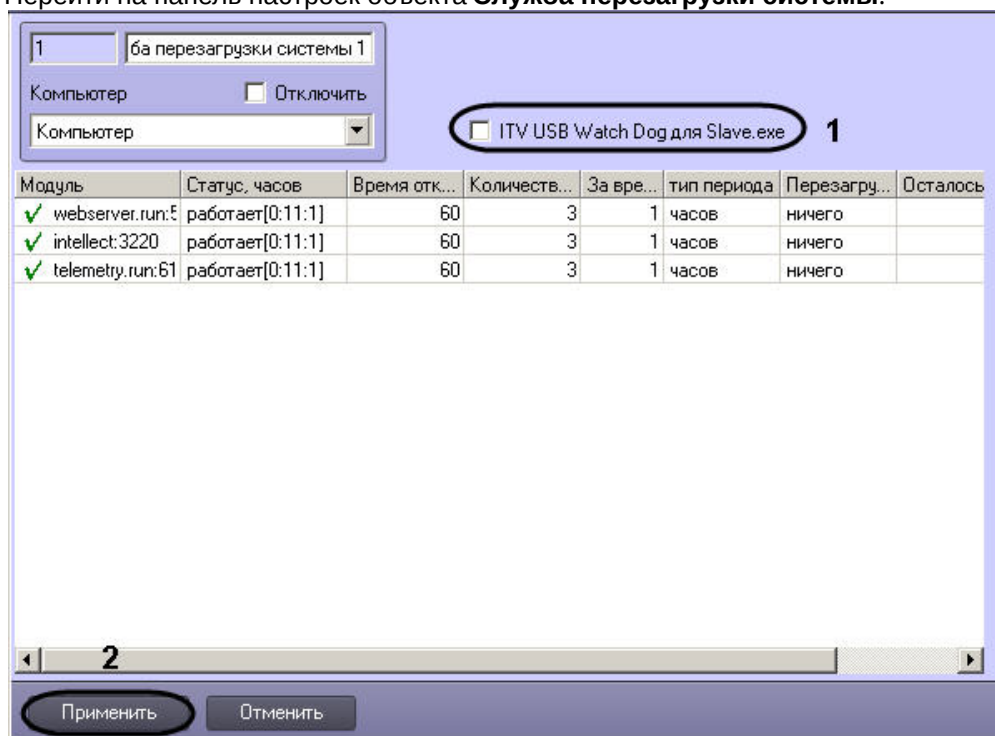 Перейти на панель настроек объекта Служба перезагрузки системы.
1 ба перезагрузки системы 1
Компьютер Отключить
Компьютер
ITV USB Watch Dog для Slave.exe 1
Модуль Статус, часов Время отк... Количеств... За вре... тип периода Перезагру... Осталось
webserver.run:5 работает[0:11:1] 60 3 1 часов ничего
intellect:3220 работает[0:11:1] 60 3 1 часов ничего
telemetry.run:61 работает[0:11:1] 60 3 1 часов ничего
2
Применить Отменить